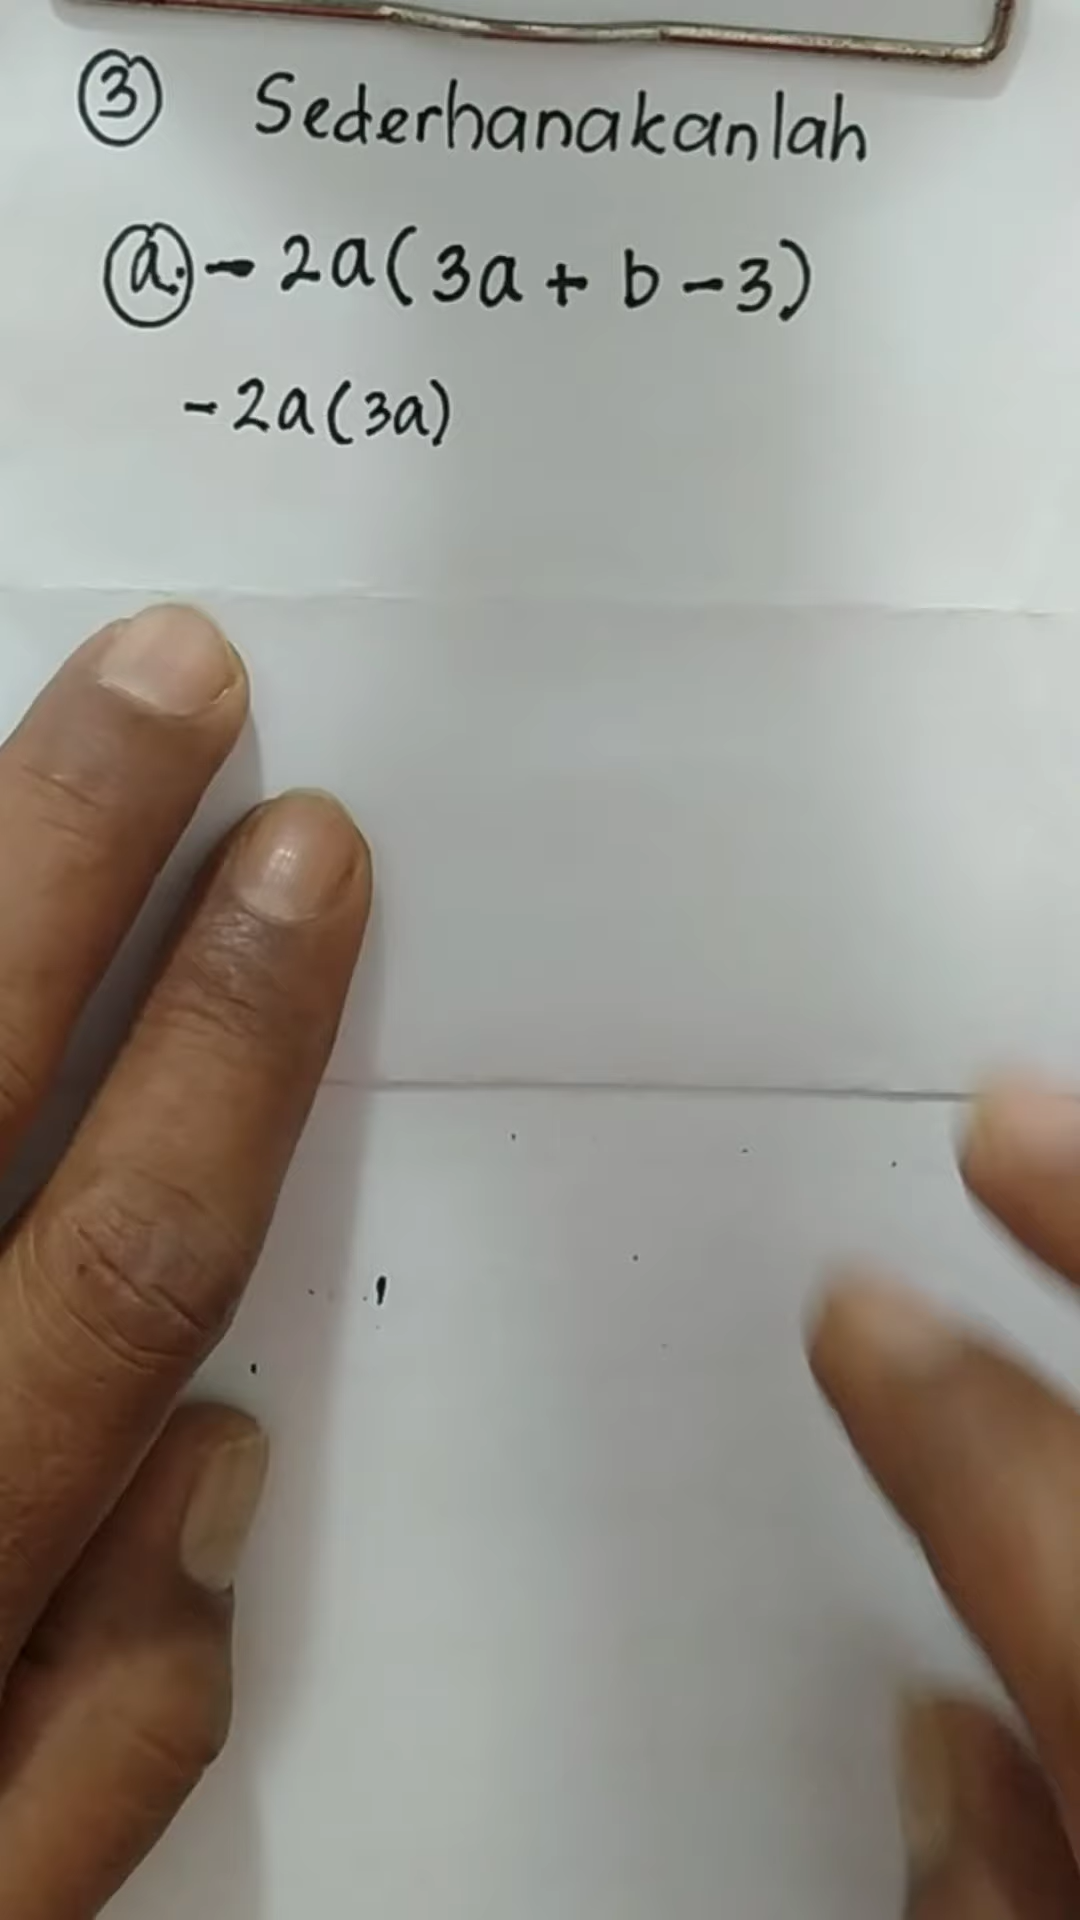 ③ Sederhanakanlah
ⓐ. - 2a(3a + b - 3)
- 2a(3a)